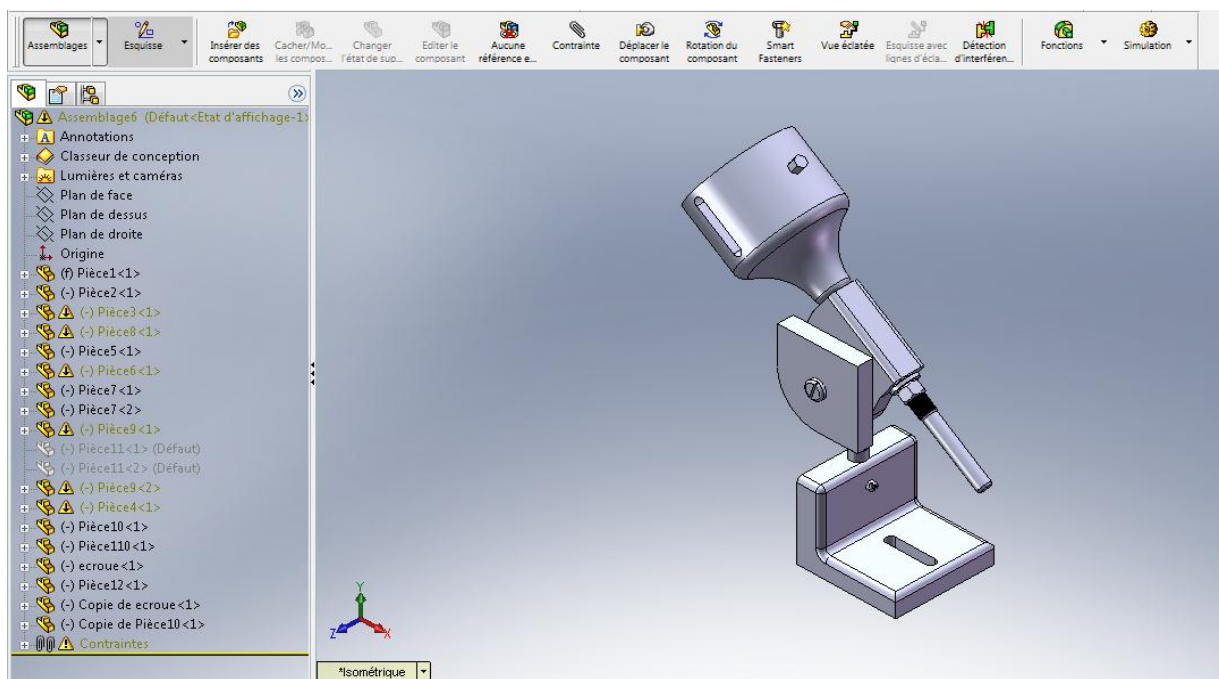 Assemblages
Esquisse
Insérer des composants
Cacher/Mo... les compos...
Changer l'état de sup...
Editer le composant
Aucune référence e...
Contrainte
Déplacer le composant
Rotation du composant
Smart Fasteners
Vue éclatée
Esquisse avec lignes d'écla...
Détection d'interféren...
Fonctions
Simulation
Assemblage6 (Défaut<Etat d'affichage-1>
Annotations
Classeur de conception
Lumières et caméras
Plan de face
Plan de dessus
Plan de droite
Origine
(f) Pièce1<1>
(-) Pièce2<1>
(-) Pièce3<1>
(-) Pièce8<1>
(-) Pièce5<1>
(-) Pièce6<1>
(-) Pièce7<1>
(-) Pièce7<2>
(-) Pièce9<1>
(-) Pièce11<1> (Défaut)
(-) Pièce11<2> (Défaut)
(-) Pièce9<2>
(-) Pièce4<1>
(-) Pièce10<1>
(-) Pièce110<1>
(-) ecroue<1>
(-) Pièce12<1>
(-) Copie de ecroue<1>
(-) Copie de Pièce10<1>
Contraintes
Y
Z
X
*Isométrique